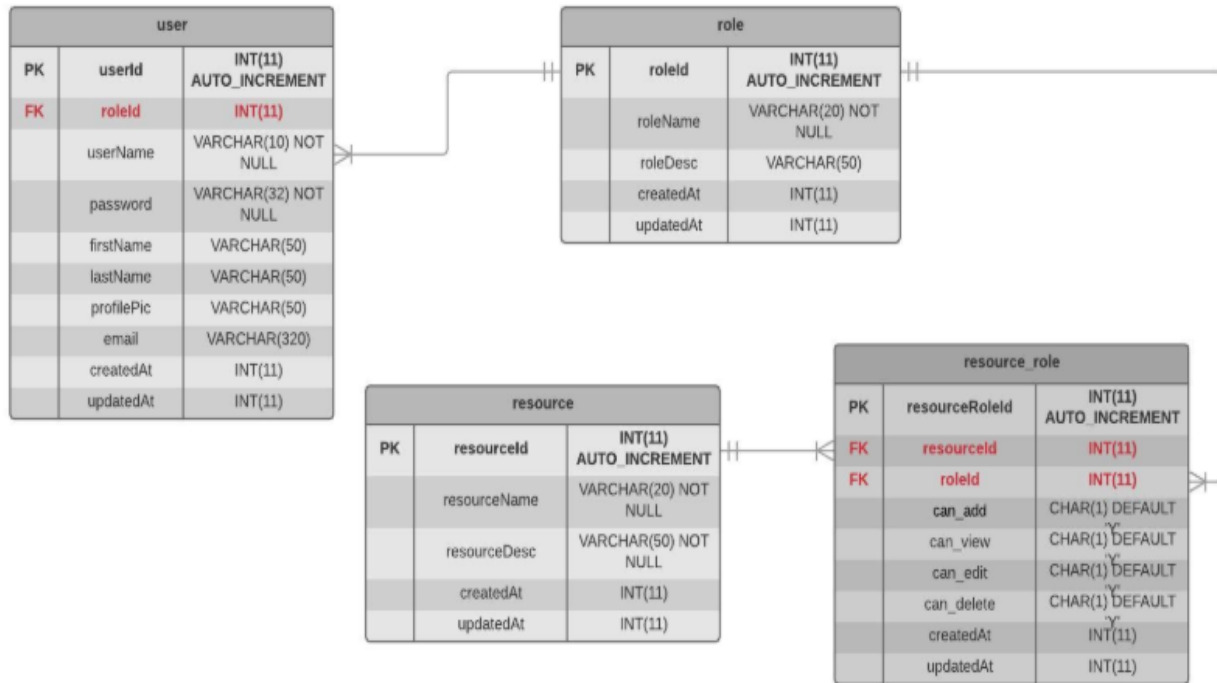 user
PK userId INT(11)
AUTO_INCREMENT
FK roleId INT(11)
userName VARCHAR(10) NOT
NULL
password VARCHAR(32) NOT
NULL
firstName VARCHAR(50)
lastName VARCHAR(50)
profilePic VARCHAR(50)
email VARCHAR(320)
createdAt INT(11)
updatedAt INT(11)
role
PK roleId INT(11)
AUTO_INCREMENT
roleName VARCHAR(20) NOT
NULL
roleDesc VARCHAR(50)
createdAt INT(11)
updatedAt INT(11)
resource
PK resourceId INT(11)
AUTO_INCREMENT
resourceName VARCHAR(20) NOT
NULL
resourceDesc VARCHAR(50) NOT
NULL
createdAt INT(11)
updatedAt INT(11)
resource_role
PK resourceRoleId INT(11)
AUTO_INCREMENT
FK resourceId INT(11)
FK roleId INT(11)
can_add CHAR(1) DEFAULT
'Y'
can_view CHAR(1) DEFAULT
'Y'
can_edit CHAR(1) DEFAULT
'Y'
can_delete CHAR(1) DEFAULT
'Y'
createdAt INT(11)
updatedAt INT(11)